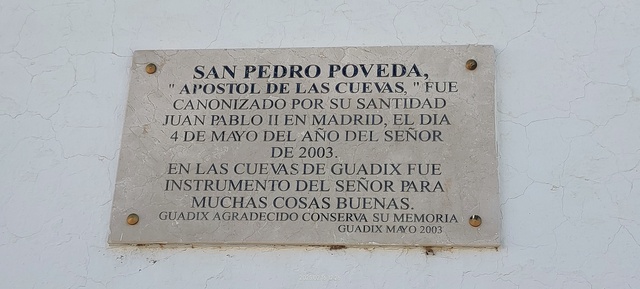 SAN PEDRO POVEDA,
" APOSTOL DE LAS CUEVAS, " FUE
CANONIZADO POR SU SANTIDAD
JUAN PABLO II EN MADRID, EL DIA
4 DE MAYO DEL AÑO DEL SEÑOR
DE 2003.
EN LAS CUEVAS DE GUADIX FUE
INSTRUMENTO DEL SEÑOR PARA
MUCHAS COSAS BUENAS.
GUADIX AGRADECIDO CONSERVA SU MEMORIA
GUADIX MAYO 2003